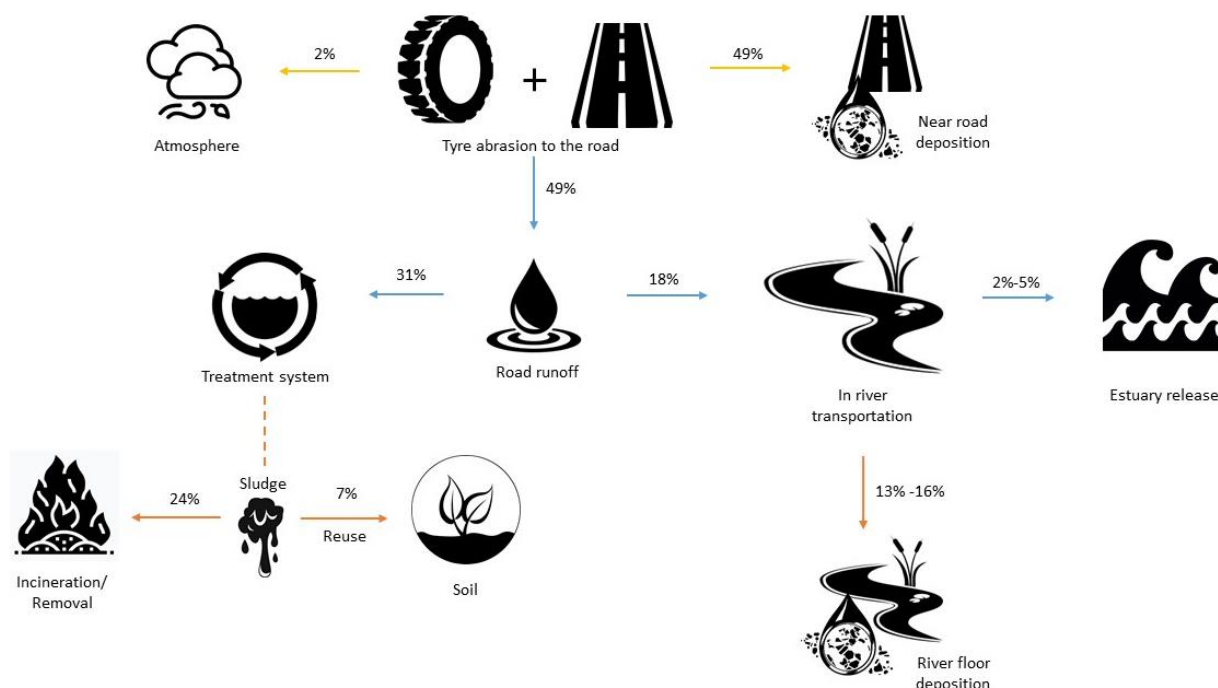 2%
49%
Atmosphere
Tyre abrasion to the road
Near road
deposition
49%
31%
18%
2%-5%
Treatment system
Road runoff
In river
transportation
Estuary release
Sludge
24%
7%
Reuse
13% -16%
Incineration/
Removal
Soil
River floor
deposition